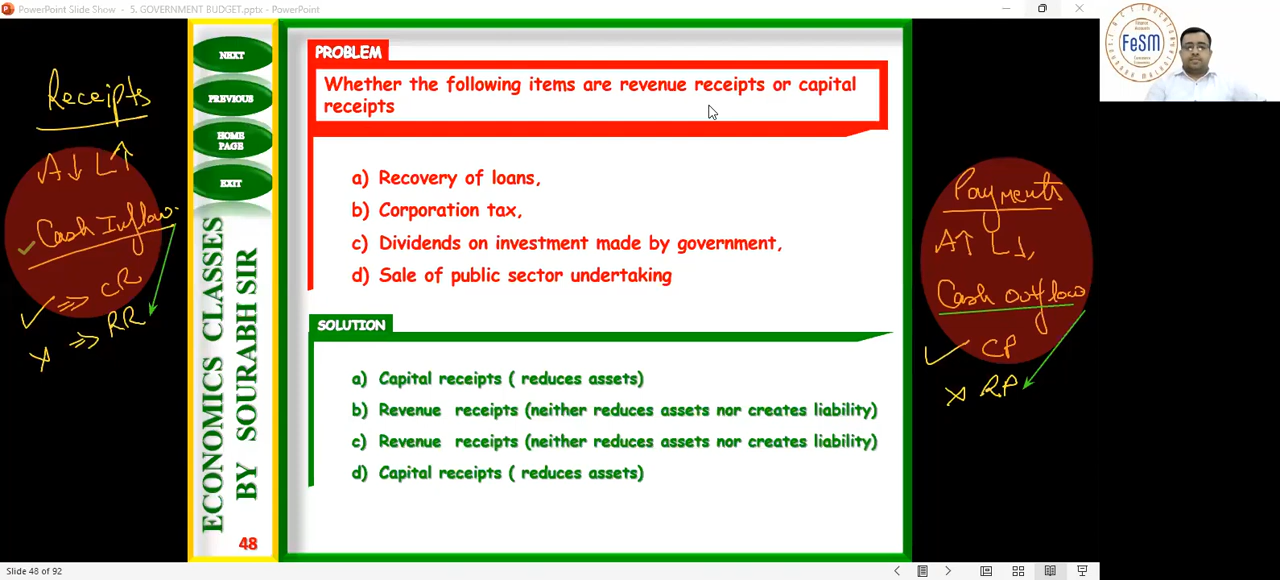 PowerPoint Slide Show - 5. GOVERNMENT BUDGET.pptx - PowerPoint
NEXT
PREVIOUS
HOME
PAGE
EXIT
ECONOMICS CLASSES
BY SOURABH SIR
48
Receipts
A↓ L↑
Cash Inflow
✓ ⇒ CR
x ⇒ RR
PROBLEM
Whether the following items are revenue receipts or capital
receipts
a) Recovery of loans,
b) Corporation tax,
c) Dividends on investment made by government,
d) Sale of public sector undertaking
SOLUTION
a) Capital receipts ( reduces assets)
b) Revenue receipts (neither reduces assets nor creates liability)
c) Revenue receipts (neither reduces assets nor creates liability)
d) Capital receipts ( reduces assets)
Payments
A↑ L↓,
Cash outflow
✓ CP
x RP
FeSM
Slide 48 of 92